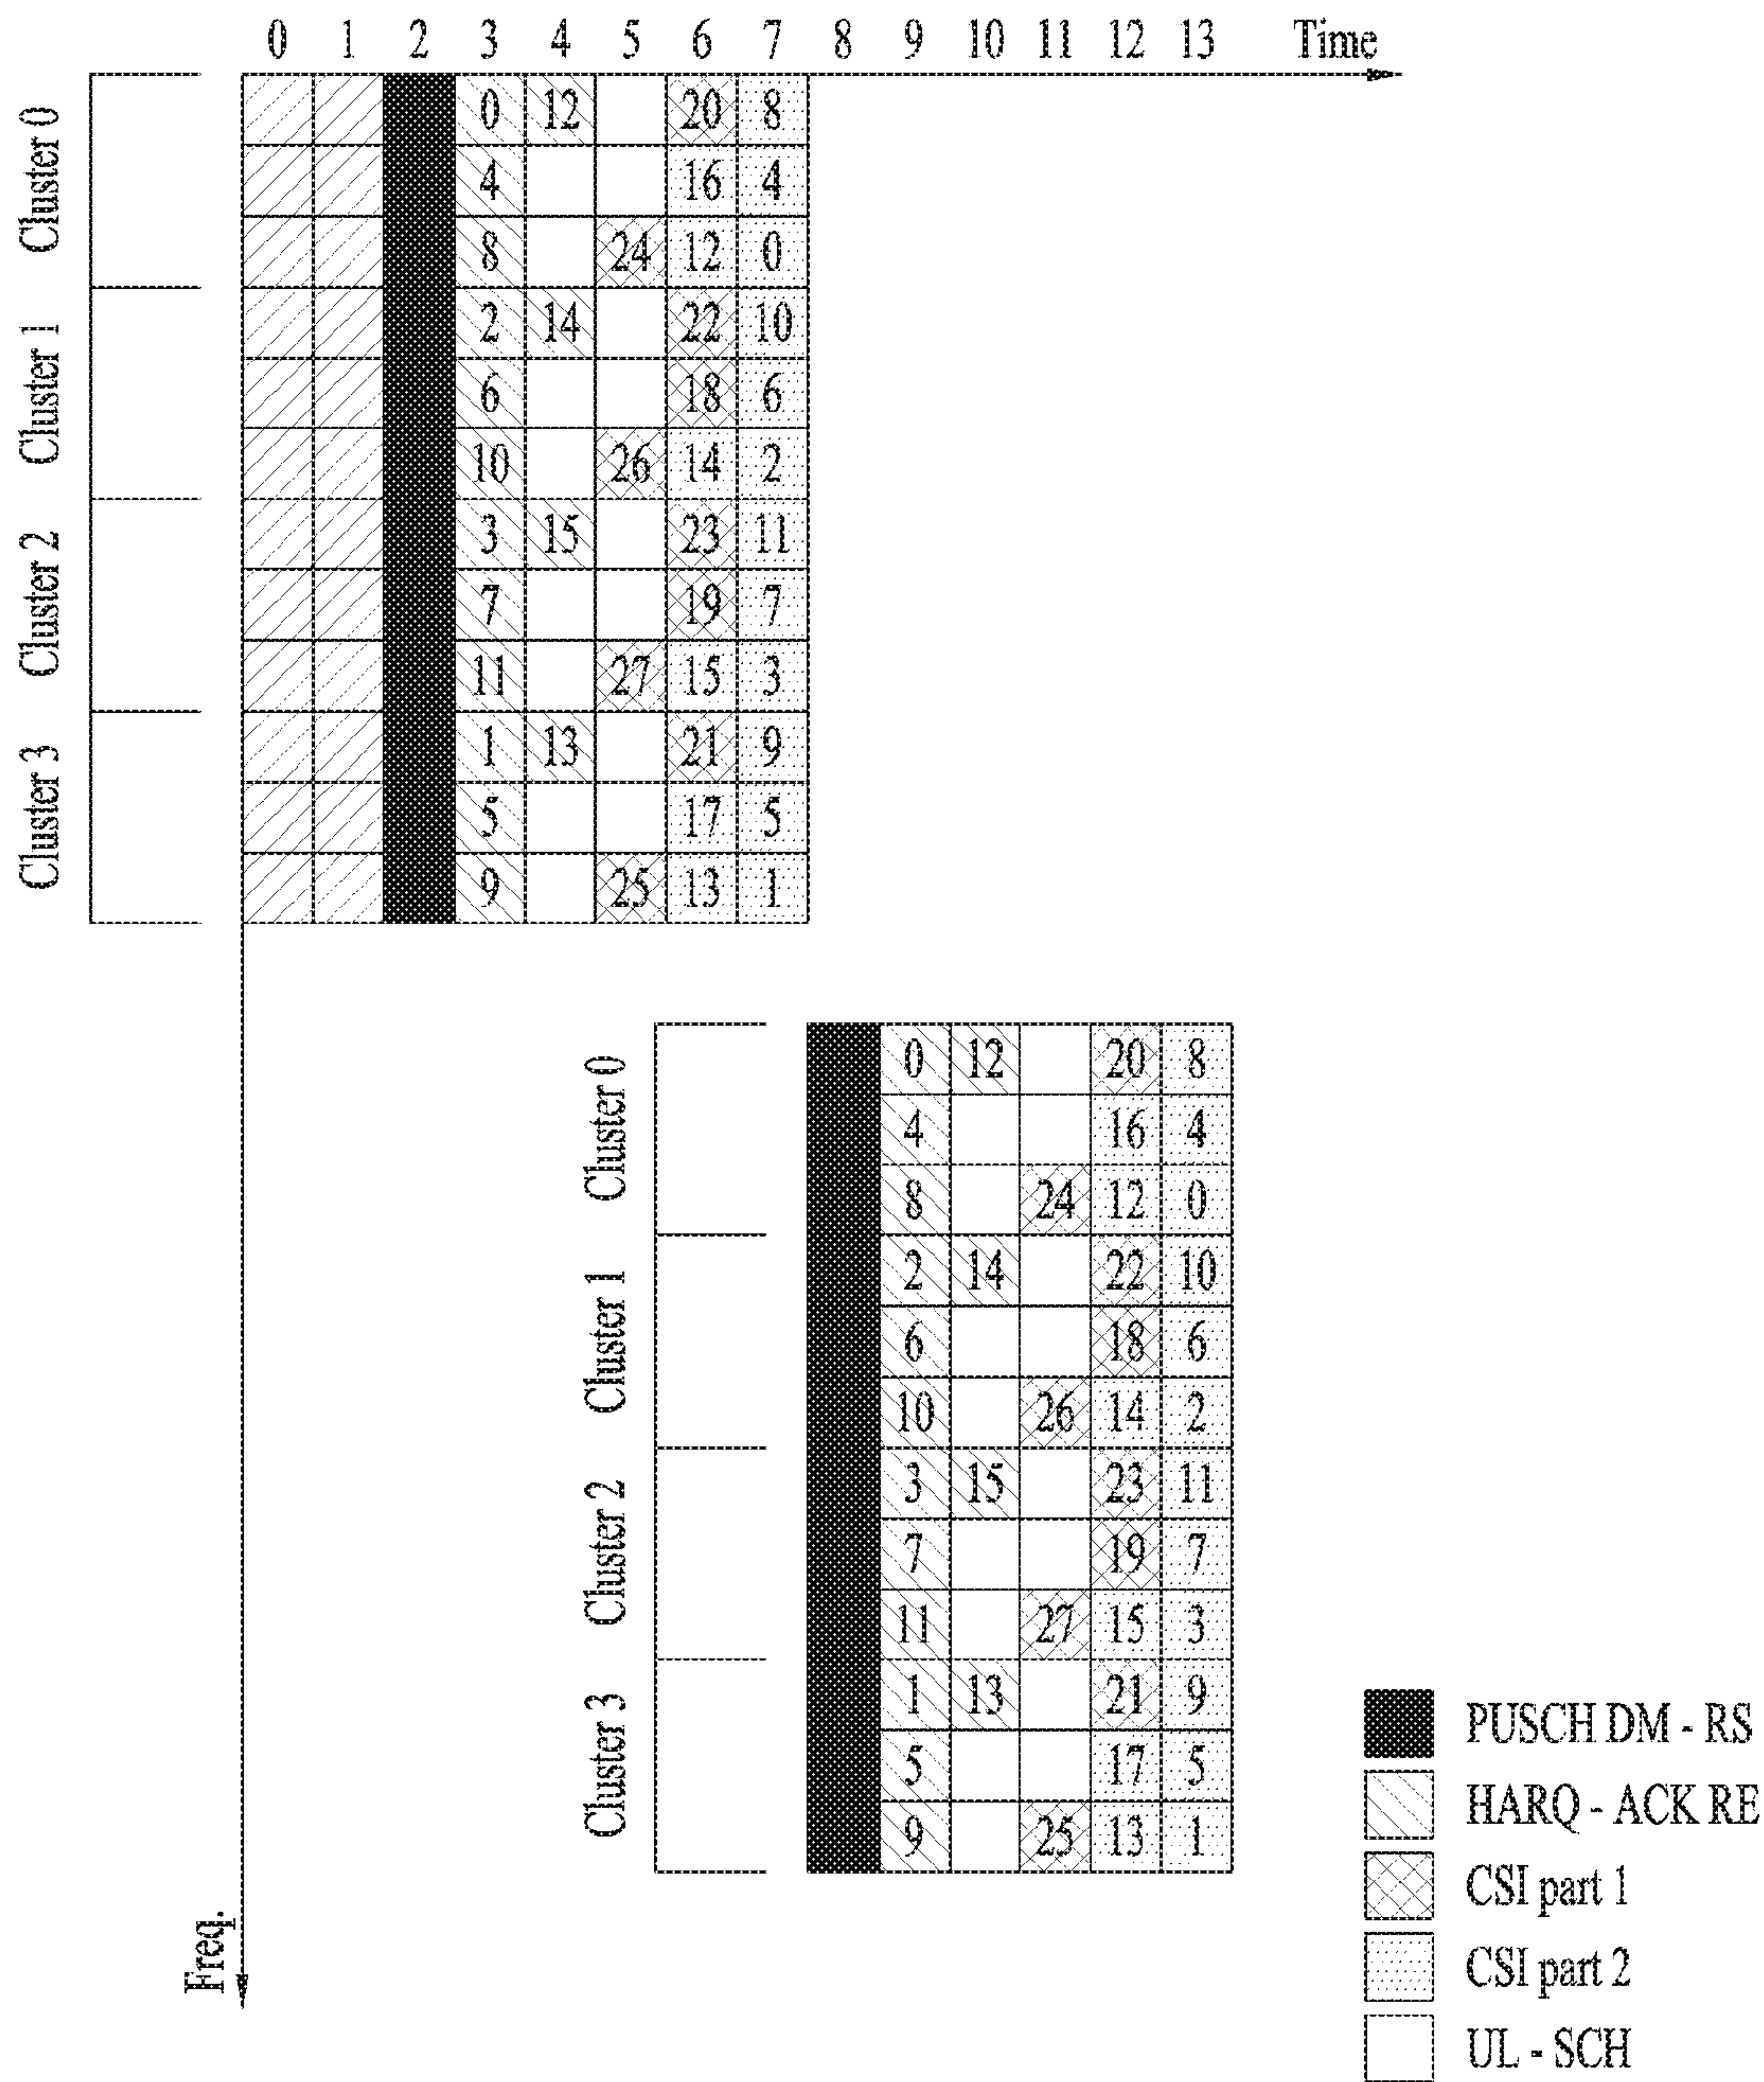 0 1 2 3 4 5 6 7 8 9 10 11 12 13 Time
Cluster 0
0 12 20 8
4 16 4
8 24 12 0
Cluster 1
2 14 22 10
6 18 6
10 26 14 2
Cluster 2
3 15 23 11
7 19 7
11 27 15 3
Cluster 3
1 13 21 9
5 17 5
9 25 13 1
Cluster 0
0 12 20 8
4 16 4
8 24 12 0
Cluster 1
2 14 22 10
6 18 6
10 26 14 2
Cluster 2
3 15 23 11
7 19 7
11 27 15 3
Cluster 3
1 13 21 9
5 17 5
9 25 13 1
Freq.
PUSCH DM - RS
HARQ - ACK RE
CSI part 1
CSI part 2
UL - SCH